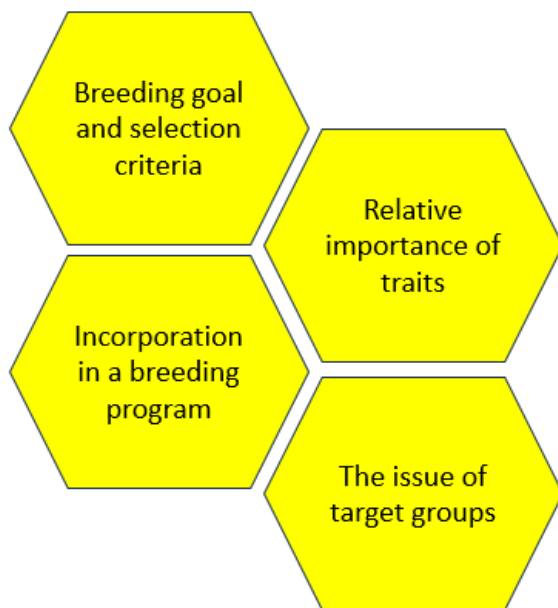 Breeding goal
and selection
criteria
Relative
importance of
traits
Incorporation
in a breeding
program
The issue of
target groups